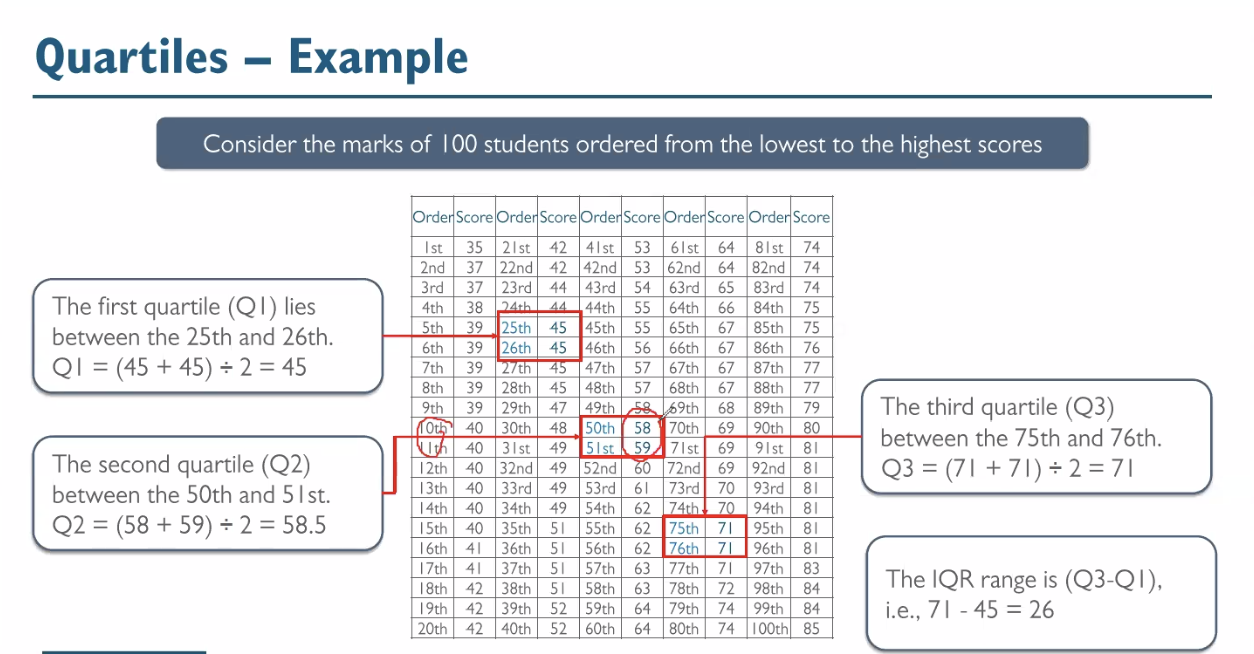 Quartiles – Example
Consider the marks of 100 students ordered from the lowest to the highest scores
Order Score Order Score Order Score Order Score Order Score
1st 35 21st 42 41st 53 61st 64 81st 74
2nd 37 22nd 42 42nd 53 62nd 64 82nd 74
3rd 37 23rd 44 43rd 54 63rd 65 83rd 74
4th 38 24th 44 44th 55 64th 66 84th 75
5th 39 25th 45 45th 55 65th 67 85th 75
6th 39 26th 45 46th 56 66th 67 86th 76
7th 39 27th 45 47th 57 67th 67 87th 77
8th 39 28th 45 48th 57 68th 67 88th 77
9th 39 29th 47 49th 58 69th 68 89th 79
10th 40 30th 48 50th 58 70th 69 90th 80
11th 40 31st 49 51st 59 71st 69 91st 81
12th 40 32nd 49 52nd 60 72nd 69 92nd 81
13th 40 33rd 49 53rd 61 73rd 70 93rd 81
14th 40 34th 49 54th 62 74th 70 94th 81
15th 40 35th 51 55th 62 75th 71 95th 81
16th 41 36th 51 56th 62 76th 71 96th 81
17th 41 37th 51 57th 63 77th 71 97th 83
18th 42 38th 51 58th 63 78th 72 98th 84
19th 42 39th 52 59th 64 79th 74 99th 84
20th 42 40th 52 60th 64 80th 74 100th 85
The first quartile (Q1) lies
between the 25th and 26th.
Q1 = (45 + 45) ÷ 2 = 45
The second quartile (Q2)
between the 50th and 51st.
Q2 = (58 + 59) ÷ 2 = 58.5
The third quartile (Q3)
between the 75th and 76th.
Q3 = (71 + 71) ÷ 2 = 71
The IQR range is (Q3-Q1),
i.e., 71 - 45 = 26